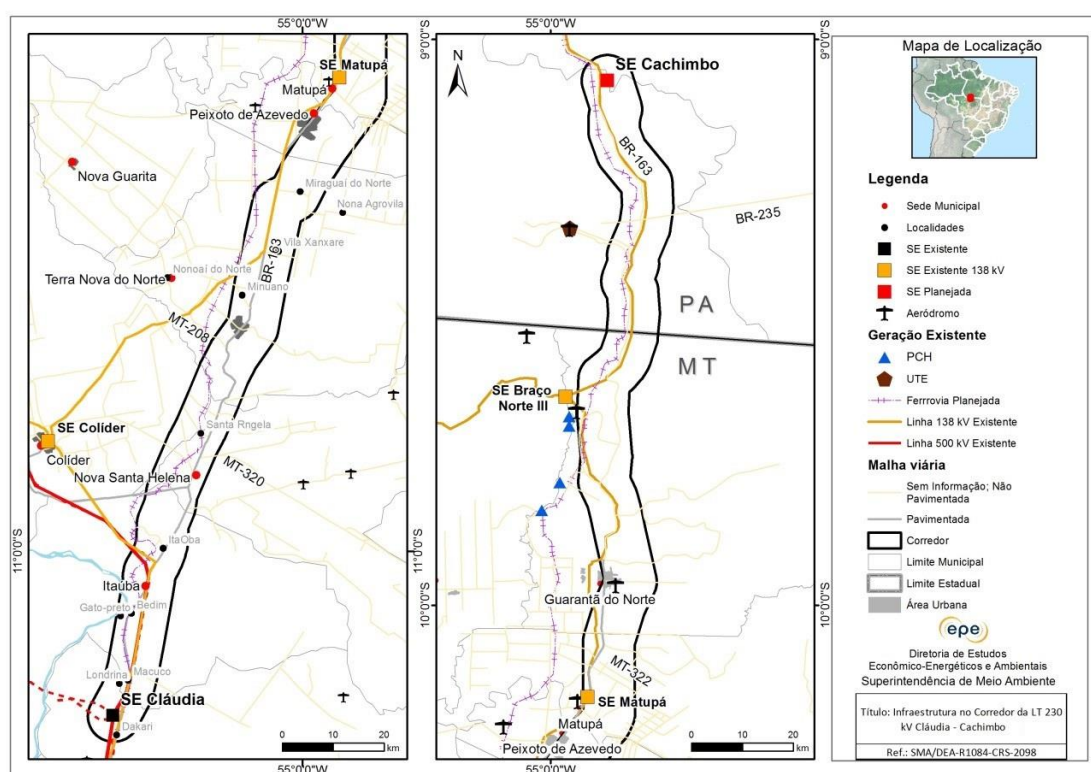 55°0'0"W
SE Matupá
Matupá
Peixoto de Azevedo
Nova Guarita
Miraguaí do Norte
Nona Agrovila
Vila Xanxare
BR-163
Nonoaí do Norte
Terra Nova do Norte
Minuano
MT-208
SE Colíder
Colíder
Santa Rngela
MT-320
Nova Santa Helena
ItaOba
11°0'0"S
Itaúba
Gato-preto
Bedim
Londrina
Macuco
SE Cláudia
Dakari
0 10 20
km
55°0'0"W
55°0'0"W
9°0'0"S
N
SE Cachimbo
BR-163
BR-235
PA
MT
SE Braço
Norte III
10°0'0"S
11°0'0"S
Guarantã do Norte
MT-322
SE Matupá
Matupá
Peixoto de Azevedo
0 10 20
km
55°0'0"W
Mapa de Localização
Legenda
Sede Municipal
Localidades
SE Existente
SE Existente 138 kV
SE Planejada
Aeródromo
Geração Existente
PCH
UTE
Ferrrovia Planejada
Linha 138 kV Existente
Linha 500 kV Existente
Malha viária
Sem Informação; Não
Pavimentada
Pavimentada
Corredor
Limite Municipal
Limite Estadual
Área Urbana
epe
Diretoria de Estudos
Econômico-Energéticos e Ambientais
Superintendência de Meio Ambiente
Título: Infraestrutura no Corredor da LT 230
kV Cláudia - Cachimbo
Ref.: SMA/DEA-R1084-CRS-2098